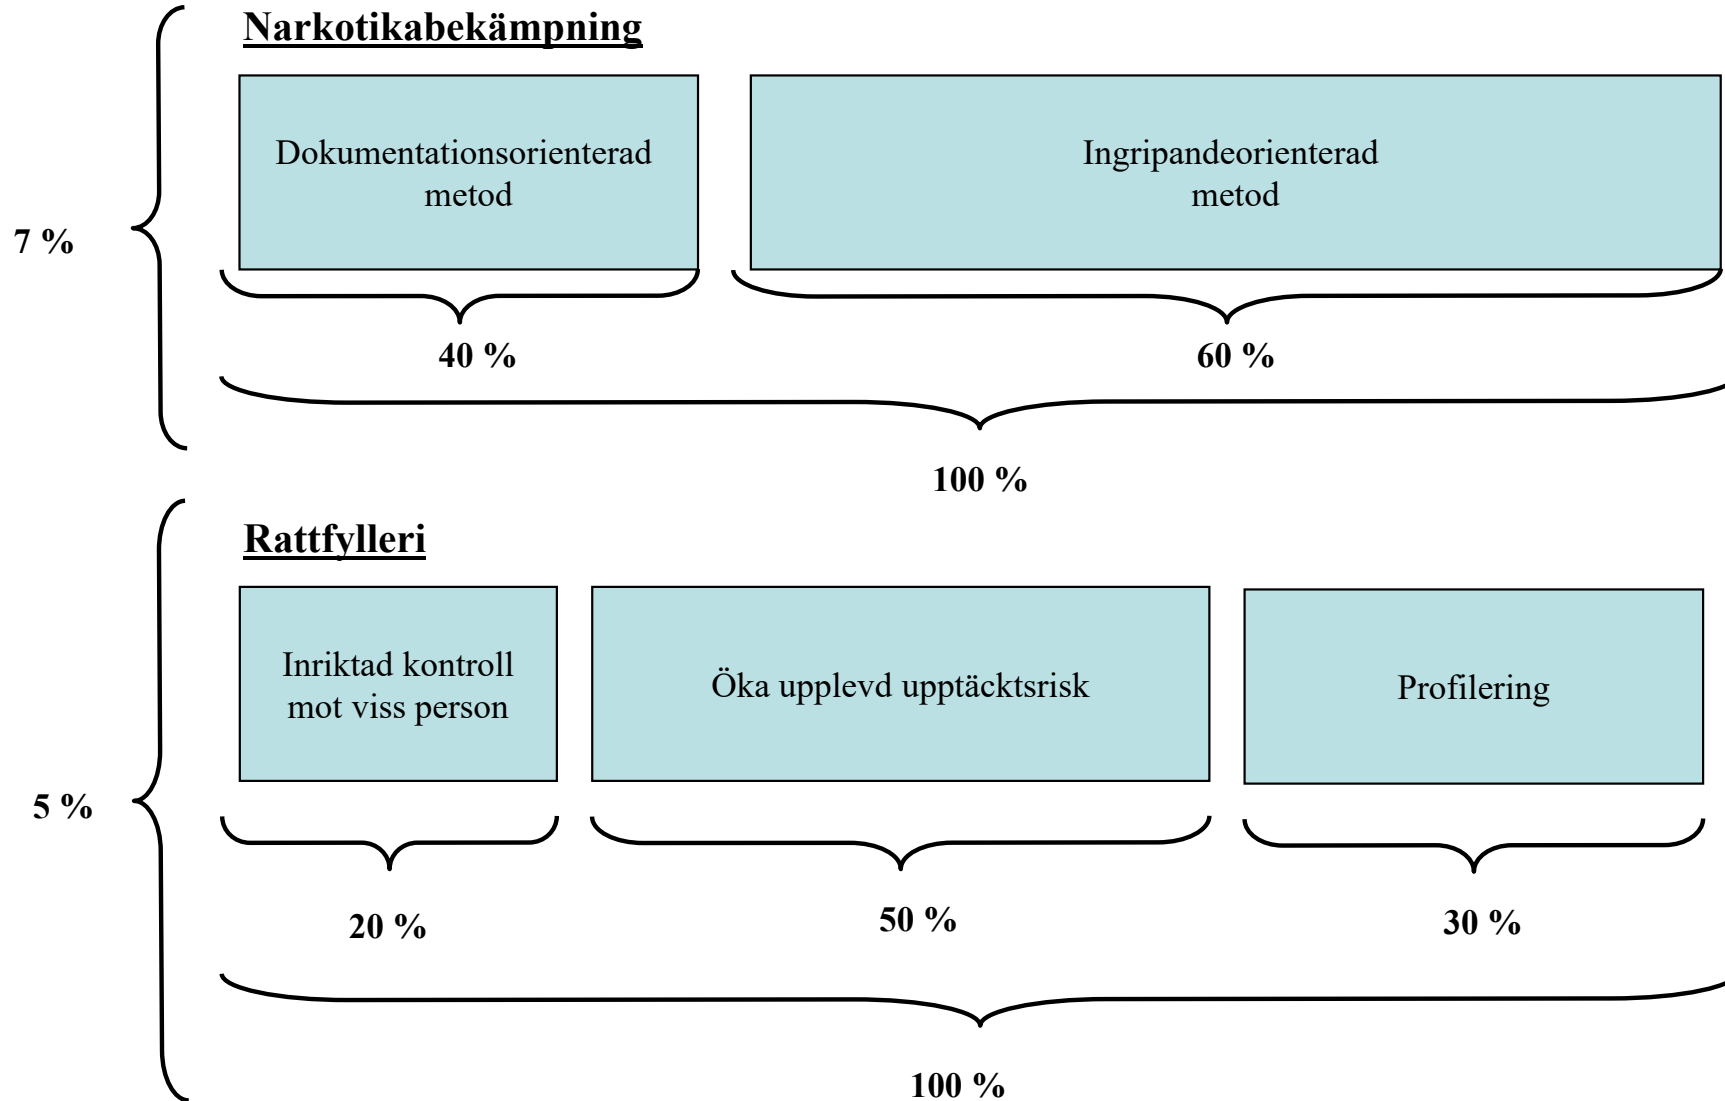 Narkotikabekämpning
Dokumentationsorienterad
metod
Ingripandeorienterad
metod
7 %
40 %
60 %
100 %
Rattfylleri
Inriktad kontroll
mot viss person
Öka upplevd upptäcktsrisk
Profilering
5 %
20 %
50 %
30 %
100 %